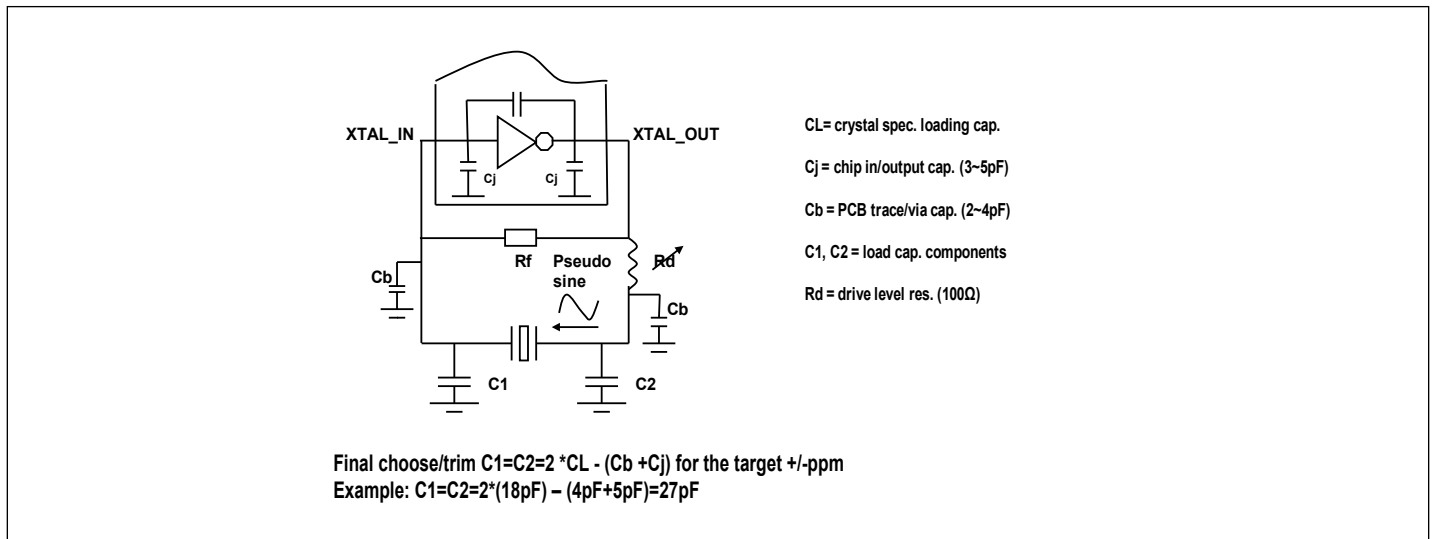 XTAL_IN
XTAL_OUT
Cj
Cj
Rf
Pseudo
sine
Rd
Cb
Cb
C1
C2
CL= crystal spec. loading cap.
Cj = chip in/output cap. (3~5pF)
Cb = PCB trace/via cap. (2~4pF)
C1, C2 = load cap. components
Rd = drive level res. (100Ω)
Final choose/trim C1=C2=2 *CL - (Cb +Cj) for the target +/-ppm
Example: C1=C2=2*(18pF) – (4pF+5pF)=27pF